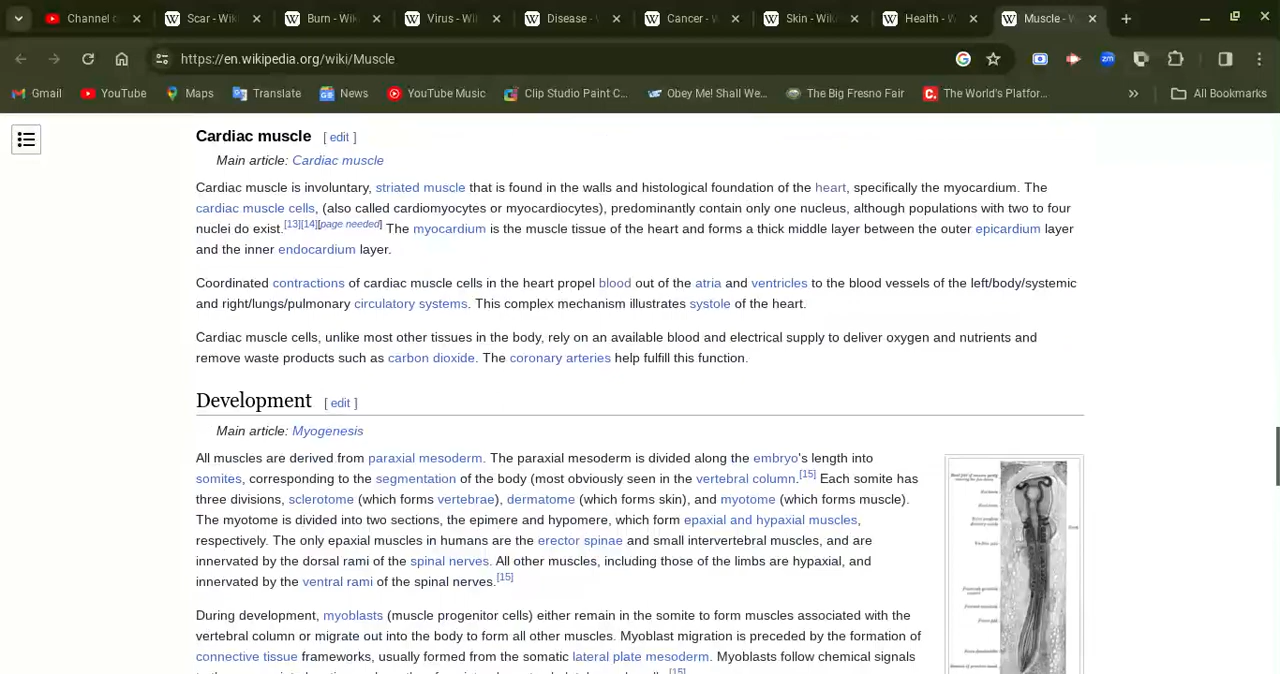 Channel c
Scar - Wiki
Burn - Wiki
Virus - Wi
Disease -
Cancer -
Skin - Wik
Health -
Muscle -
https://en.wikipedia.org/wiki/Muscle
Gmail
YouTube
Maps
Translate
News
YouTube Music
Clip Studio Paint C...
Obey Me! Shall We...
The Big Fresno Fair
The World's Platfor...
All Bookmarks
Cardiac muscle [ edit ]
Main article: Cardiac muscle
Cardiac muscle is involuntary, striated muscle that is found in the walls and histological foundation of the heart, specifically the myocardium. The
cardiac muscle cells, (also called cardiomyocytes or myocardiocytes), predominantly contain only one nucleus, although populations with two to four
nuclei do exist.[13][14][page needed] The myocardium is the muscle tissue of the heart and forms a thick middle layer between the outer epicardium layer
and the inner endocardium layer.
Coordinated contractions of cardiac muscle cells in the heart propel blood out of the atria and ventricles to the blood vessels of the left/body/systemic
and right/lungs/pulmonary circulatory systems. This complex mechanism illustrates systole of the heart.
Cardiac muscle cells, unlike most other tissues in the body, rely on an available blood and electrical supply to deliver oxygen and nutrients and
remove waste products such as carbon dioxide. The coronary arteries help fulfill this function.
Development [ edit ]
Main article: Myogenesis
All muscles are derived from paraxial mesoderm. The paraxial mesoderm is divided along the embryo's length into
somites, corresponding to the segmentation of the body (most obviously seen in the vertebral column.[15] Each somite has
three divisions, sclerotome (which forms vertebrae), dermatome (which forms skin), and myotome (which forms muscle).
The myotome is divided into two sections, the epimere and hypomere, which form epaxial and hypaxial muscles,
respectively. The only epaxial muscles in humans are the erector spinae and small intervertebral muscles, and are
innervated by the dorsal rami of the spinal nerves. All other muscles, including those of the limbs are hypaxial, and
innervated by the ventral rami of the spinal nerves.[15]
During development, myoblasts (muscle progenitor cells) either remain in the somite to form muscles associated with the
vertebral column or migrate out into the body to form all other muscles. Myoblast migration is preceded by the formation of
connective tissue frameworks, usually formed from the somatic lateral plate mesoderm. Myoblasts follow chemical signals
[15]